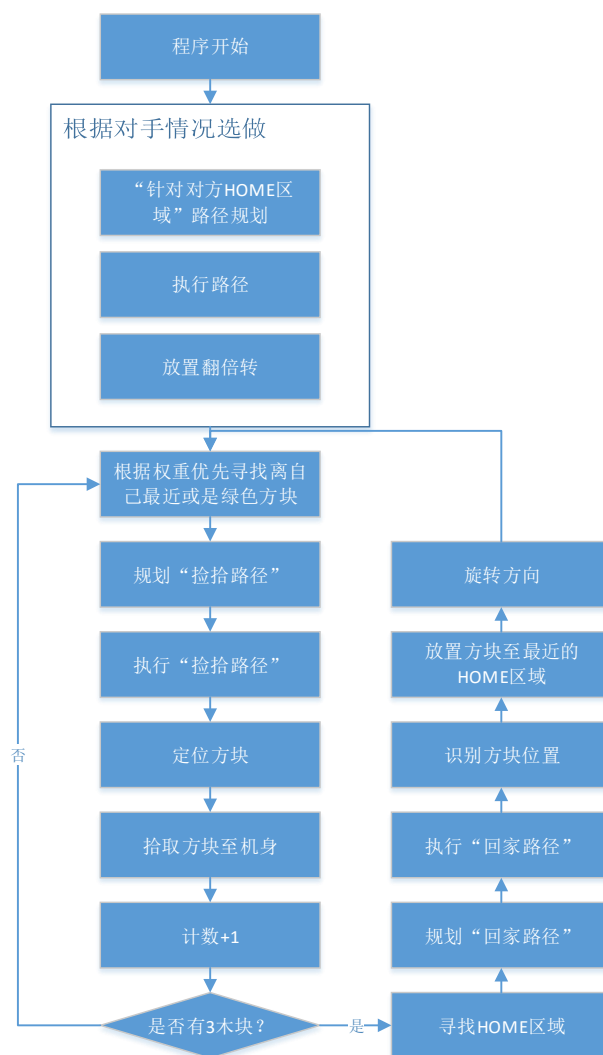 程序开始
根据对手情况选做
“针对对方HOME区
域”路径规划
执行路径
放置翻倍转
根据权重优先寻找离自
己最近或是绿色方块
规划“捡拾路径”
执行“捡拾路径”
定位方块
拾取方块至机身
计数+1
是否有3木块？
否
是
寻找HOME区域
规划“回家路径”
执行“回家路径”
识别方块位置
放置方块至最近的
HOME区域
旋转方向